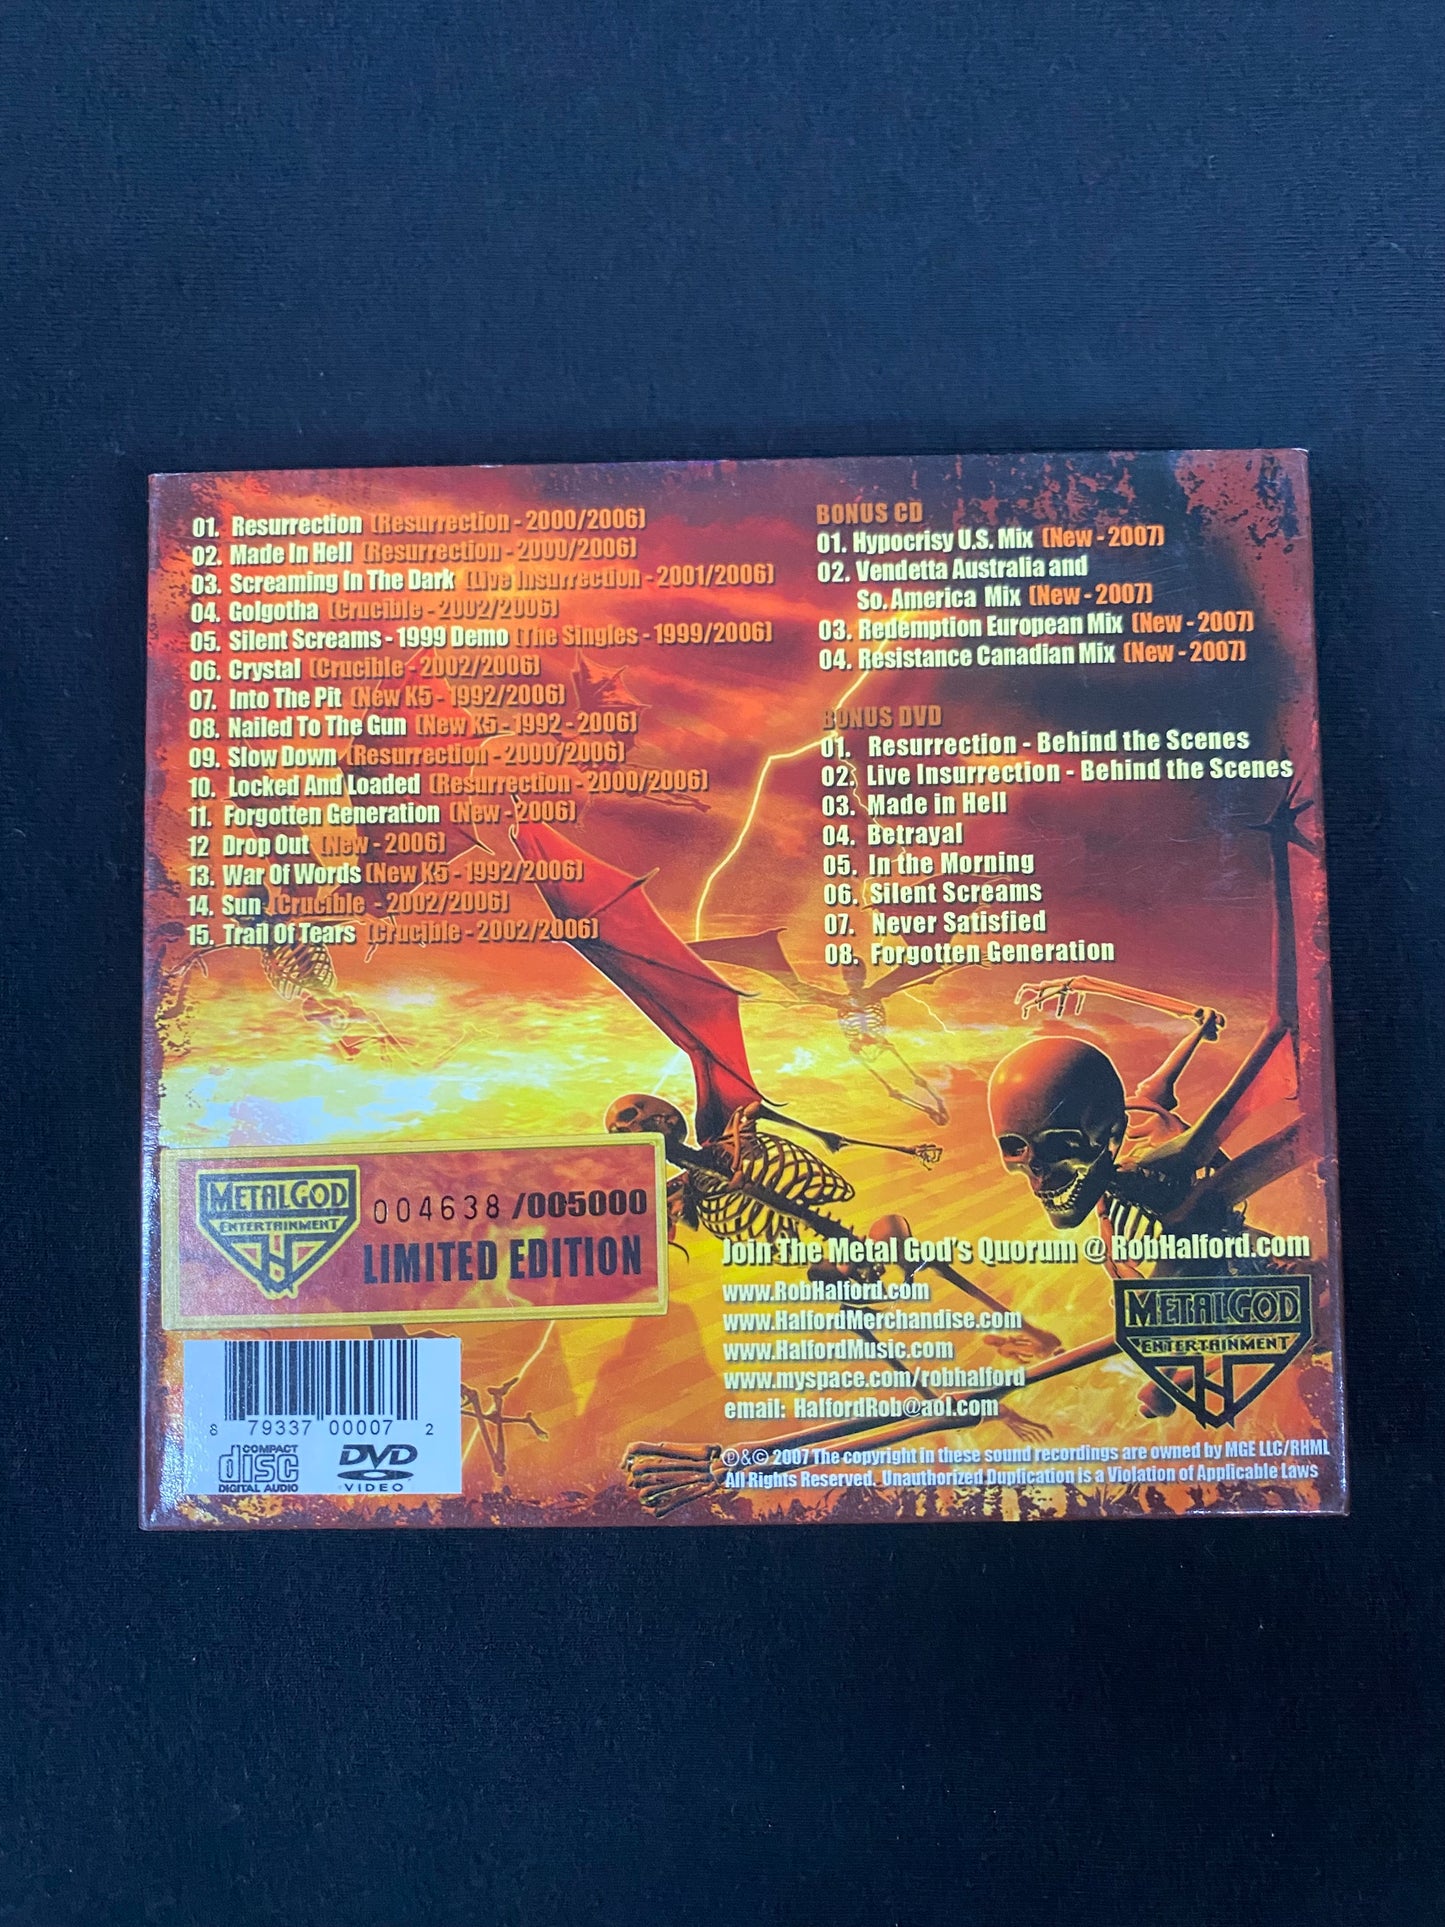 01. Resurrection (Resurrection - 2000/2006)
02. Made In Hell (Resurrection - 2000/2006)
03. Screaming In The Dark (Live Insurrection - 2001/2006)
04. Golgotha (Crucible - 2002/2006)
05. Silent Screams - 1999 Demo (The Singles - 1999/2006)
06. Crystal (Crucible - 2002/2006)
07. Into The Pit (New K5 - 1992/2006)
08. Nailed To The Gun (New K5 - 1992 - 2006)
09. Slow Down (Resurrection - 2000/2006)
10. Locked And Loaded (Resurrection - 2000/2006)
11. Forgotten Generation (New - 2006)
12 Drop Out (New - 2006)
13. War Of Words (New K5 - 1992/2006)
14. Sun (Crucible - 2002/2006)
15. Trail Of Tears (Crucible - 2002/2006)
BONUS CD
01. Hypocrisy U.S. Mix (New - 2007)
02. Vendetta Australia and
So. America Mix (New - 2007)
03. Redemption European Mix (New - 2007)
04. Resistance Canadian Mix (New - 2007)
BONUS DVD
01. Resurrection - Behind the Scenes
02. Live Insurrection - Behind the Scenes
03. Made in Hell
04. Betrayal
05. In the Morning
06. Silent Screams
07. Never Satisfied
08. Forgotten Generation
METALGOD
ENTERTAINMENT
004638 /005000
LIMITED EDITION
8 79337 00007 2
COMPACT
disc
DIGITAL AUDIO
DVD
VIDEO
Join The Metal God's Quorum @ RobHalford.com
www.RobHalford.com
www.HalfordMerchandise.com
www.HalfordMusic.com
www.myspace.com/robhalford
email: HalfordRob@aol.com
METALGOD
ENTERTAINMENT
℗&© 2007 The copyright in these sound recordings are owned by MGE LLC/RHML
All Rights Reserved. Unauthorized Duplication is a Violation of Applicable Laws